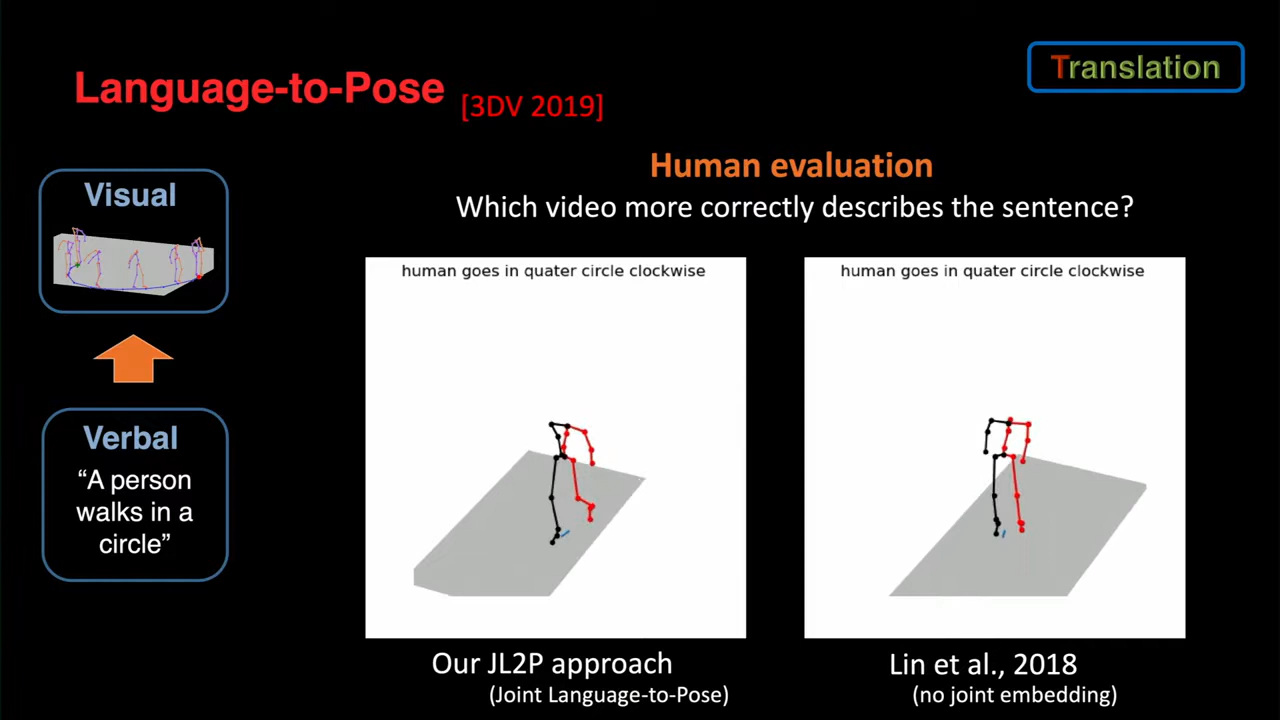 Language-to-Pose [3DV 2019]
Translation
Visual
Verbal
“A person
walks in a
circle”
Human evaluation
Which video more correctly describes the sentence?
human goes in quater circle clockwise
Our JL2P approach
(Joint Language-to-Pose)
human goes in quater circle clockwise
Lin et al., 2018
(no joint embedding)